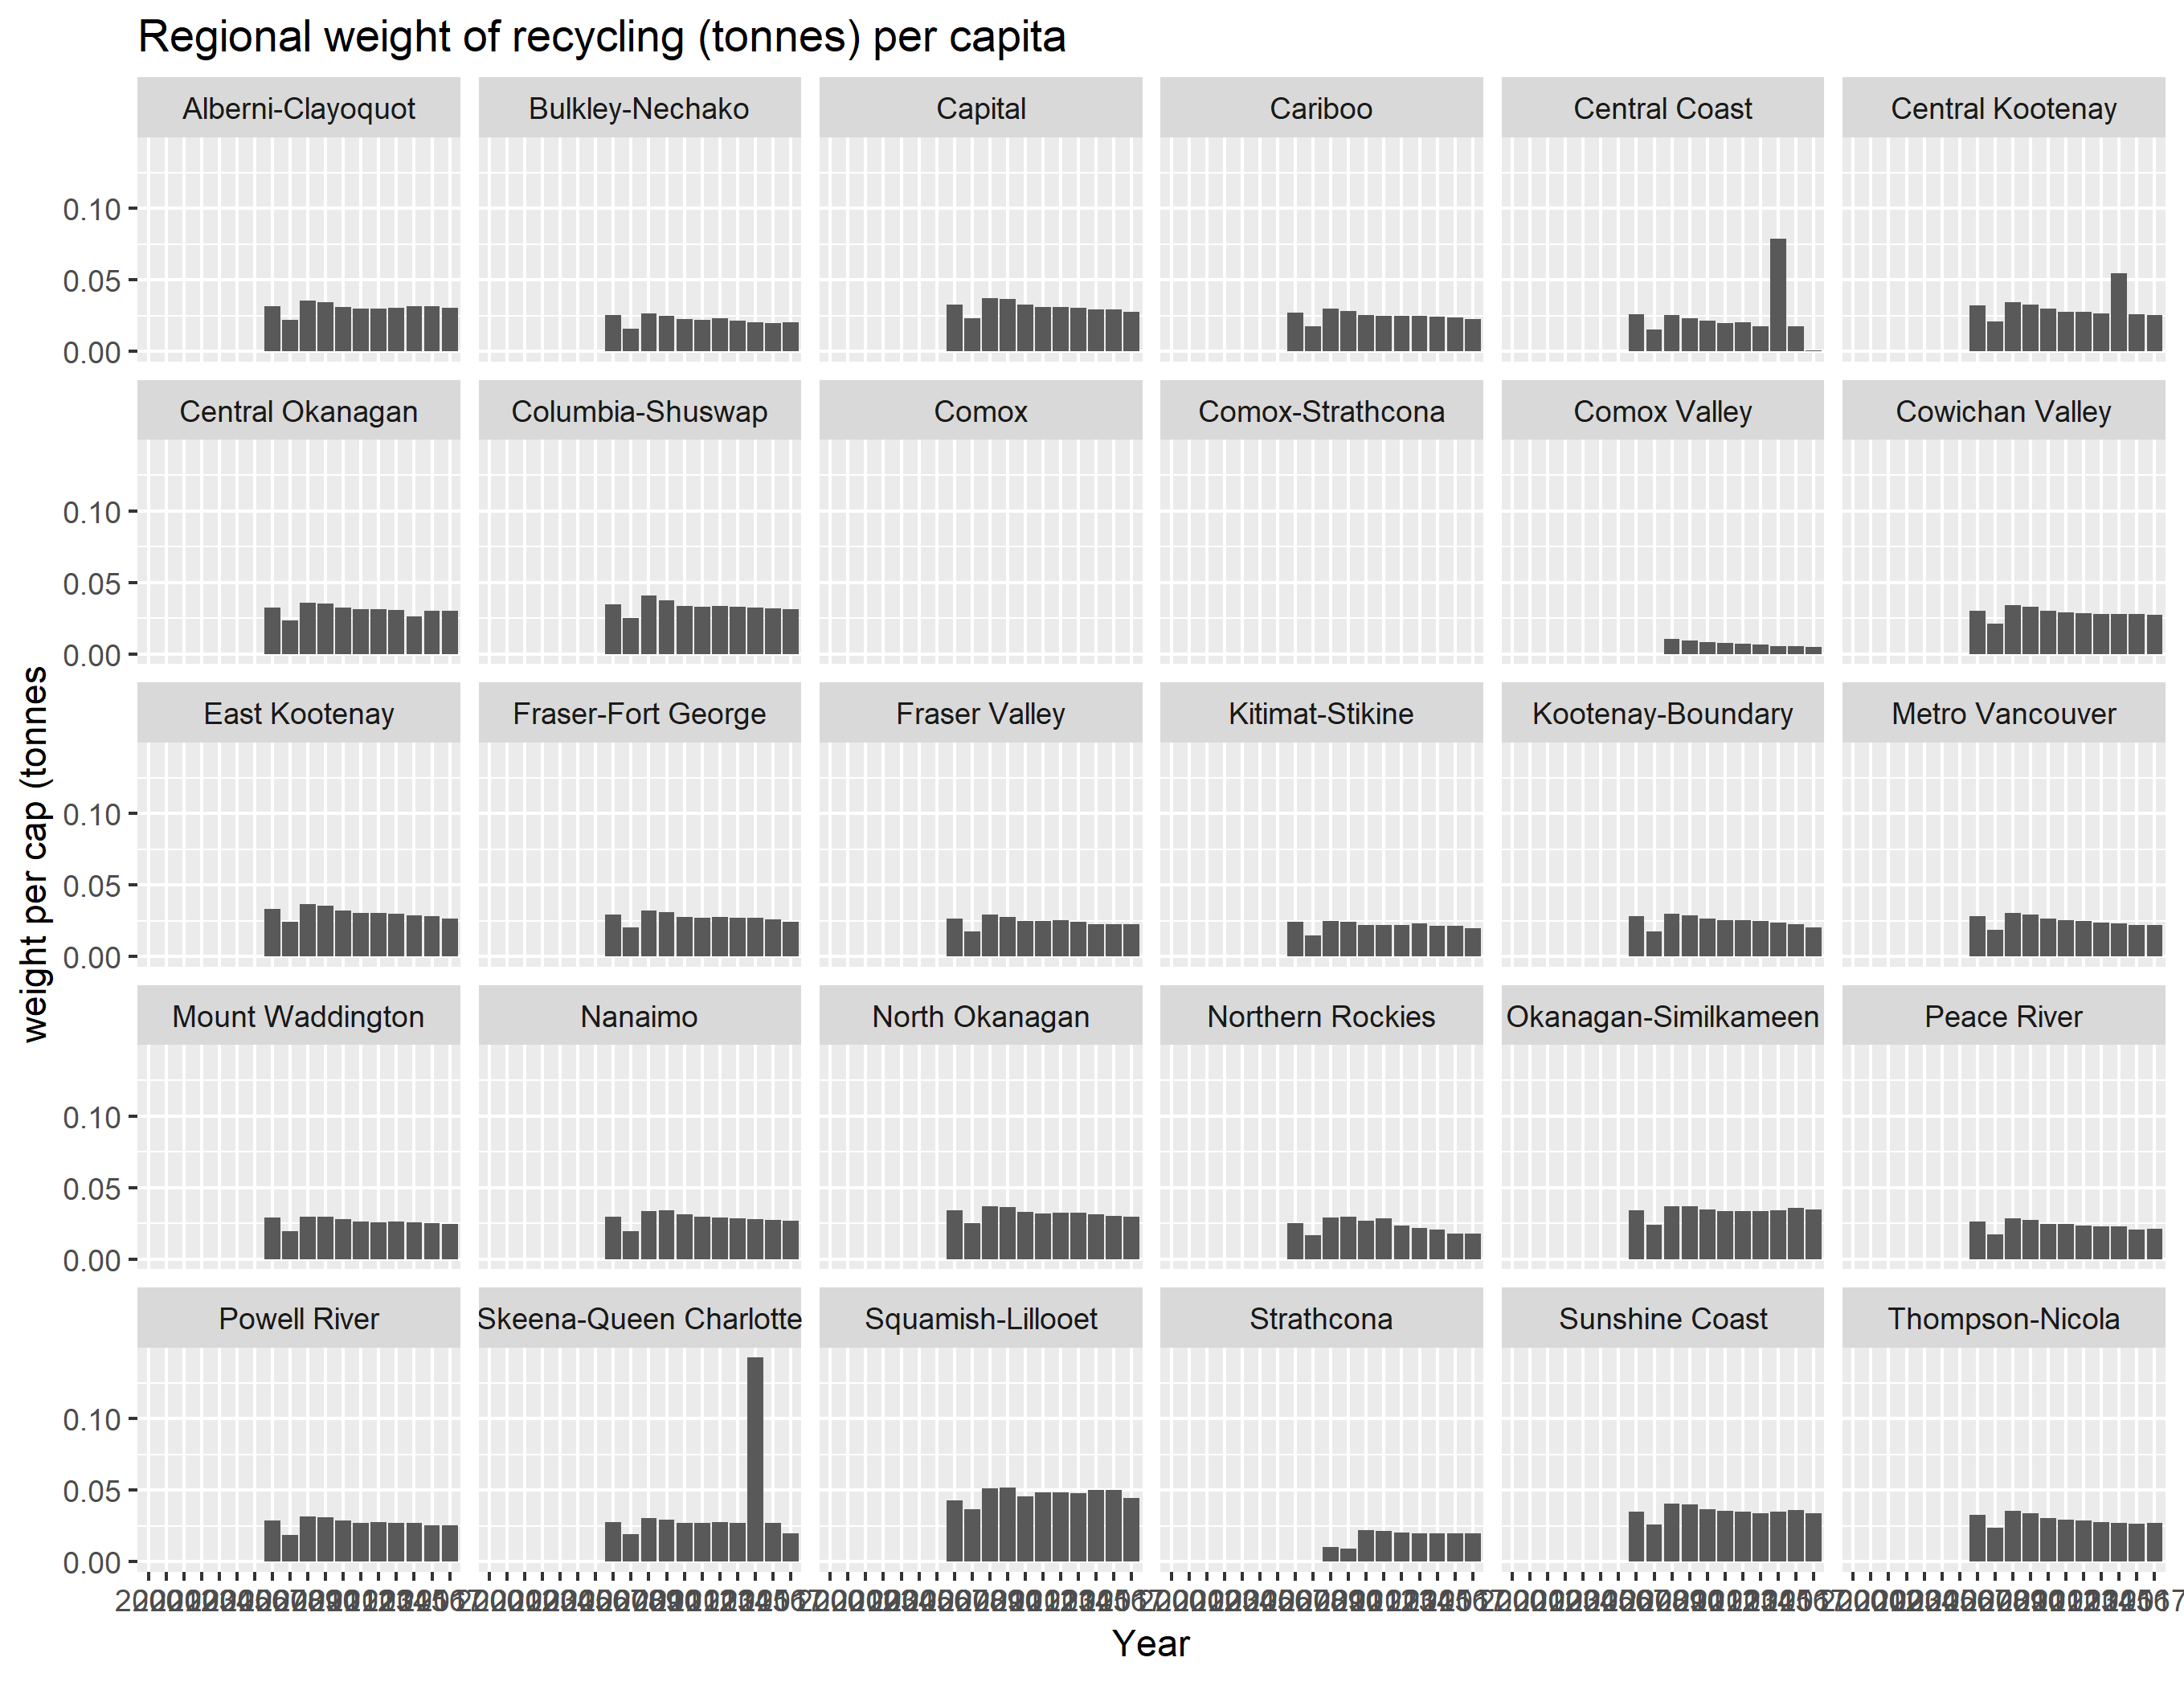 Regional weight of recycling (tonnes) per capita
Alberni-Clayoquot Bulkley-Nechako Capital Cariboo Central Coast Central Kootenay
0.10
0.05
0.00
Central Okanagan Columbia-Shuswap Comox Comox-Strathcona Comox Valley Cowichan Valley
0.10
0.05
0.00
East Kootenay Fraser-Fort George Fraser Valley Kitimat-Stikine Kootenay-Boundary Metro Vancouver
0.10
0.05
0.00
weight per cap (tonnes
Mount Waddington Nanaimo North Okanagan Northern Rockies Okanagan-Similkameen Peace River
0.10
0.05
0.00
Powell River Skeena-Queen Charlotte Squamish-Lillooet Strathcona Sunshine Coast Thompson-Nicola
0.10
0.05
0.00
Year